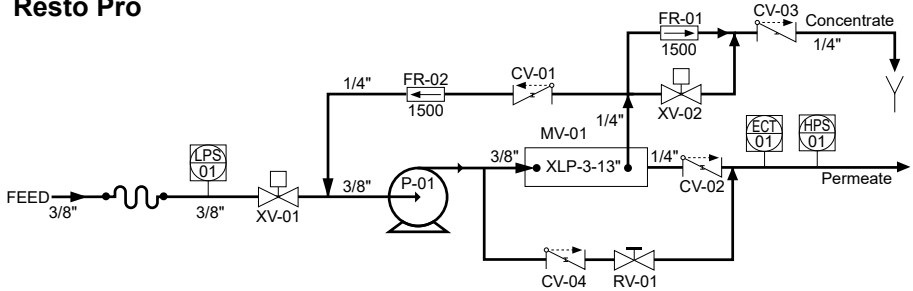 Resto Pro
FR-01
1500
CV-03
Concentrate
1/4"
1/4"
FR-02
1500
CV-01
XV-02
1/4"
MV-01
ECT
01
HPS
01
LPS
01
3/8"
XLP-3-13"
1/4"
P-01
CV-02
Permeate
FEED
3/8"
3/8"
XV-01
3/8"
CV-04
RV-01